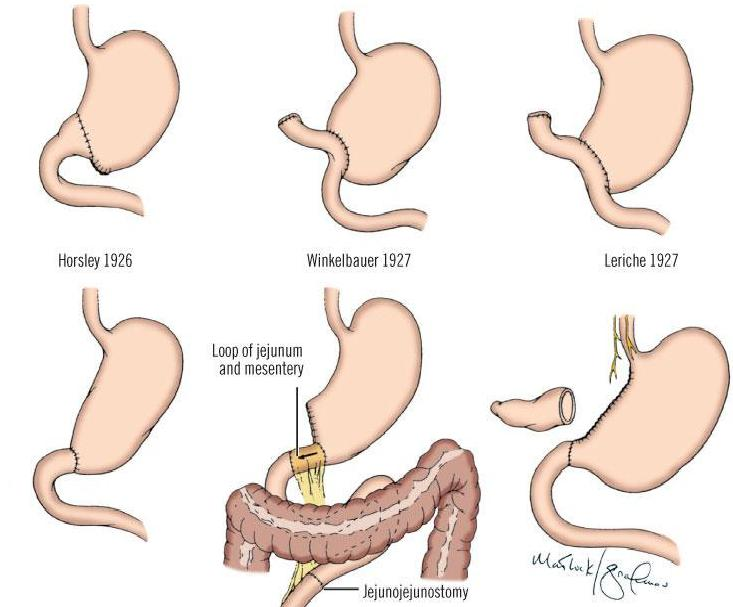 Horsley 1926
Winkelbauer 1927
Leriche 1927
Loop of jejunum
and mesentery
Jejunojejunostomy